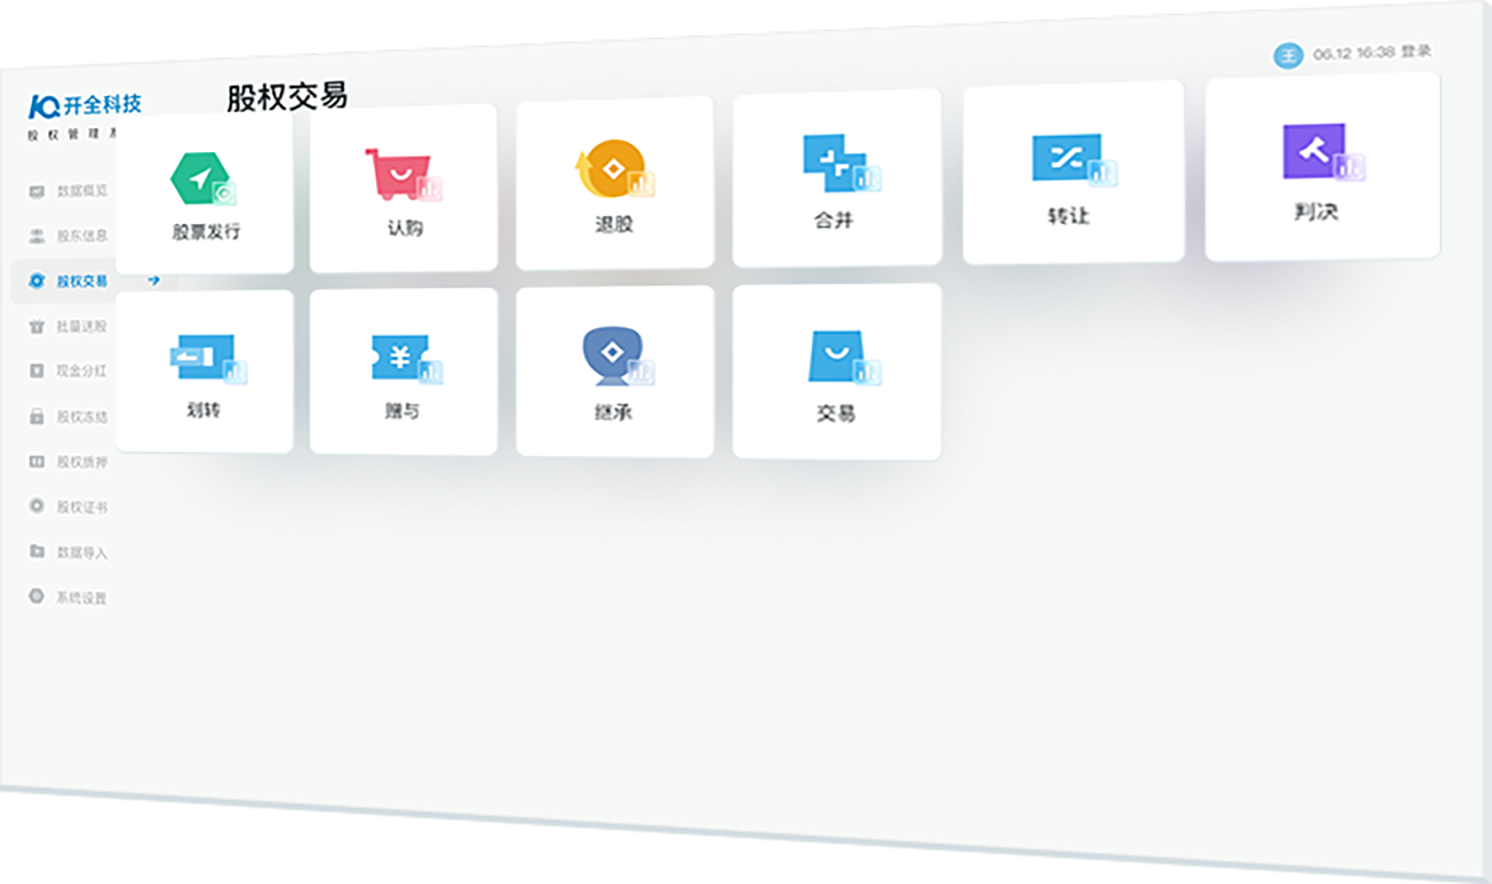 开全科技
股权管理
王 06.12 16:38 登录
股权交易
数据概览
股东信息
股权交易
批量送股
现金分红
股权冻结
股权质押
股权证书
数据导入
系统设置
股票发行
认购
退股
合并
转让
判决
划转
赠与
继承
交易